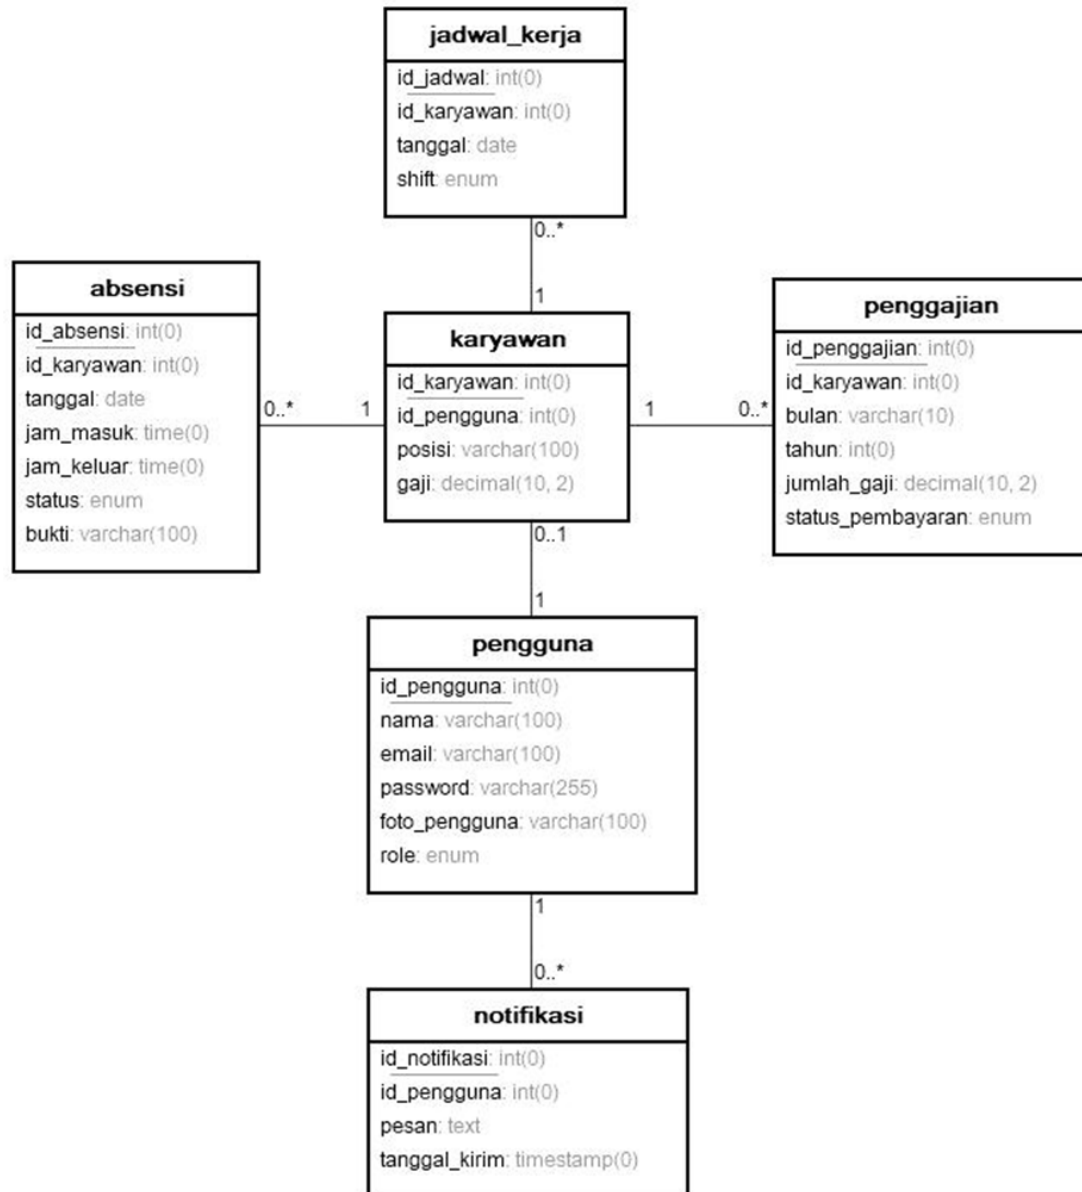 jadwal_kerja
id_jadwal: int(0)
id_karyawan: int(0)
tanggal: date
shift: enum
0..*
1
absensi
id_absensi: int(0)
id_karyawan: int(0)
tanggal: date
jam_masuk: time(0)
jam_keluar: time(0)
status: enum
bukti: varchar(100)
0..*
1
karyawan
id_karyawan: int(0)
id_pengguna: int(0)
posisi: varchar(100)
gaji: decimal(10, 2)
1
0..*
penggajian
id_penggajian: int(0)
id_karyawan: int(0)
bulan: varchar(10)
tahun: int(0)
jumlah_gaji: decimal(10, 2)
status_pembayaran: enum
0..1
1
pengguna
id_pengguna: int(0)
nama: varchar(100)
email: varchar(100)
password: varchar(255)
foto_pengguna: varchar(100)
role: enum
1
0..*
notifikasi
id_notifikasi: int(0)
id_pengguna: int(0)
pesan: text
tanggal_kirim: timestamp(0)